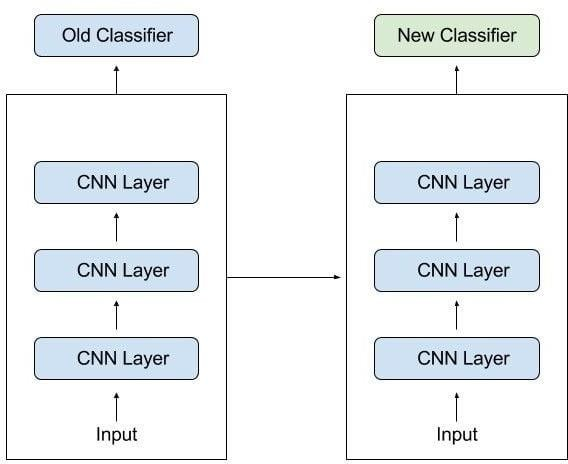 Old Classifier
CNN Layer
CNN Layer
CNN Layer
Input
New Classifier
CNN Layer
CNN Layer
CNN Layer
Input